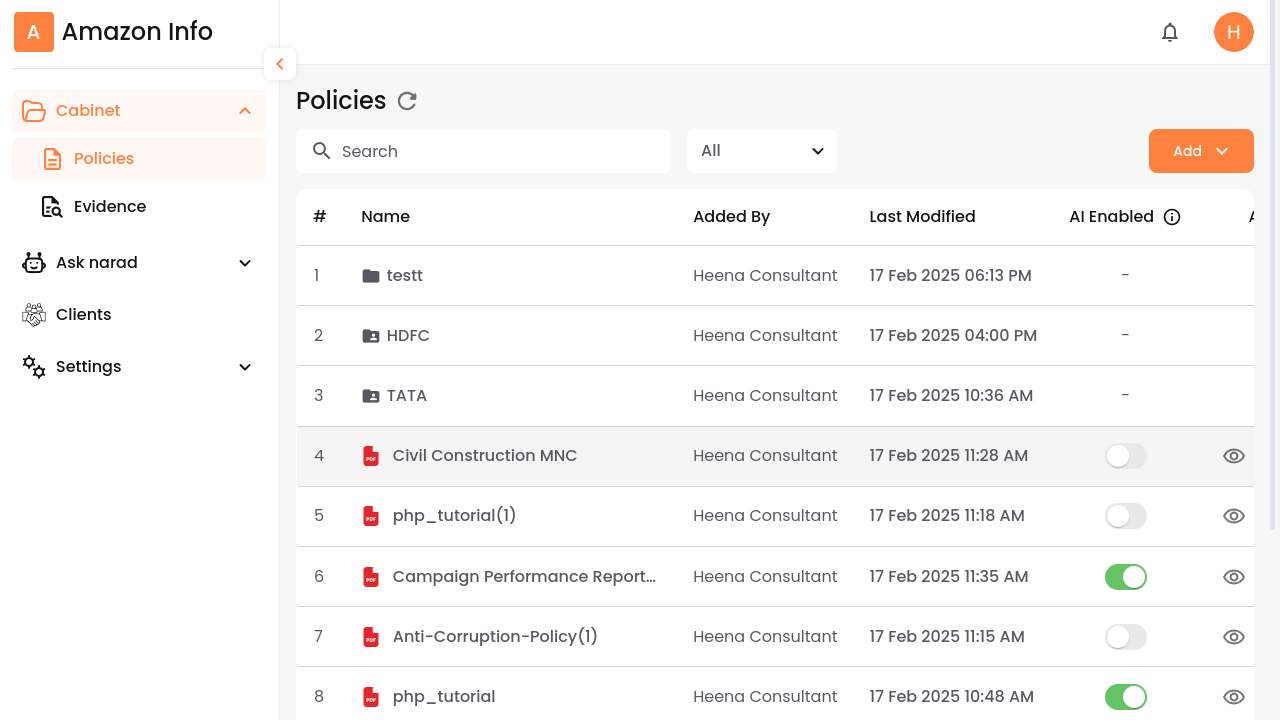 A Amazon Info
H
Cabinet
Policies
Evidence
Ask narad
Clients
Settings
Policies
Search
All
Add
# Name Added By Last Modified AI Enabled
1 testt Heena Consultant 17 Feb 2025 06:13 PM -
2 HDFC Heena Consultant 17 Feb 2025 04:00 PM -
3 TATA Heena Consultant 17 Feb 2025 10:36 AM -
4 Civil Construction MNC Heena Consultant 17 Feb 2025 11:28 AM
5 php_tutorial(1) Heena Consultant 17 Feb 2025 11:18 AM
6 Campaign Performance Report... Heena Consultant 17 Feb 2025 11:35 AM
7 Anti-Corruption-Policy(1) Heena Consultant 17 Feb 2025 11:15 AM
8 php_tutorial Heena Consultant 17 Feb 2025 10:48 AM